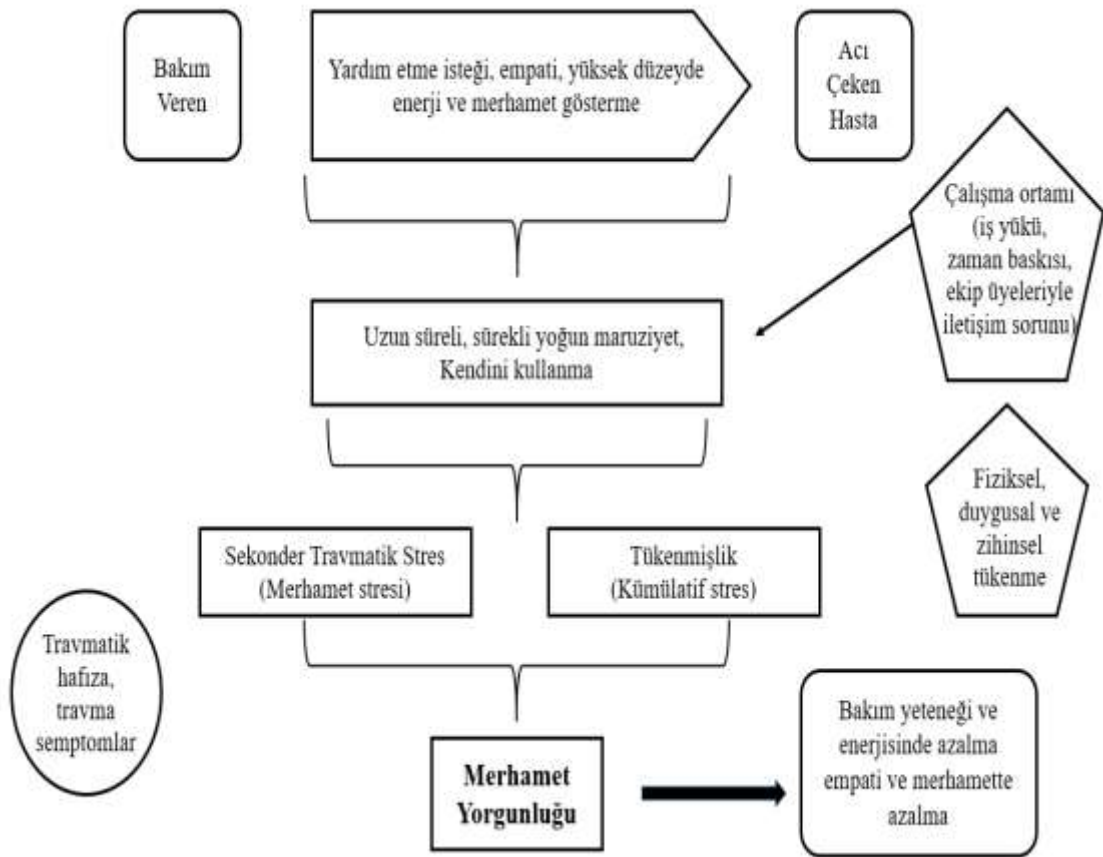 Bakım
Veren
Yardım etme isteği, empati, yüksek düzeyde
enerji ve merhamet gösterme
Acı
Çeken
Hasta
Çalışma ortamı
(iş yükü,
zaman baskısı,
ekip üyeleriyle
iletişim sorunu)
Uzun süreli, sürekli yoğun maruziyet,
Kendini kullanma
Fiziksel,
duygusal ve
zihinsel
tükenme
Sekonder Travmatik Stres
(Merhamet stresi)
Tükenmişlik
(Kümülatif stres)
Travmatik
hafıza,
travma
semptomlar
Merhamet
Yorgunluğu
Bakım yeteneği ve
enerjisinde azalma
empati ve merhamette
azalma